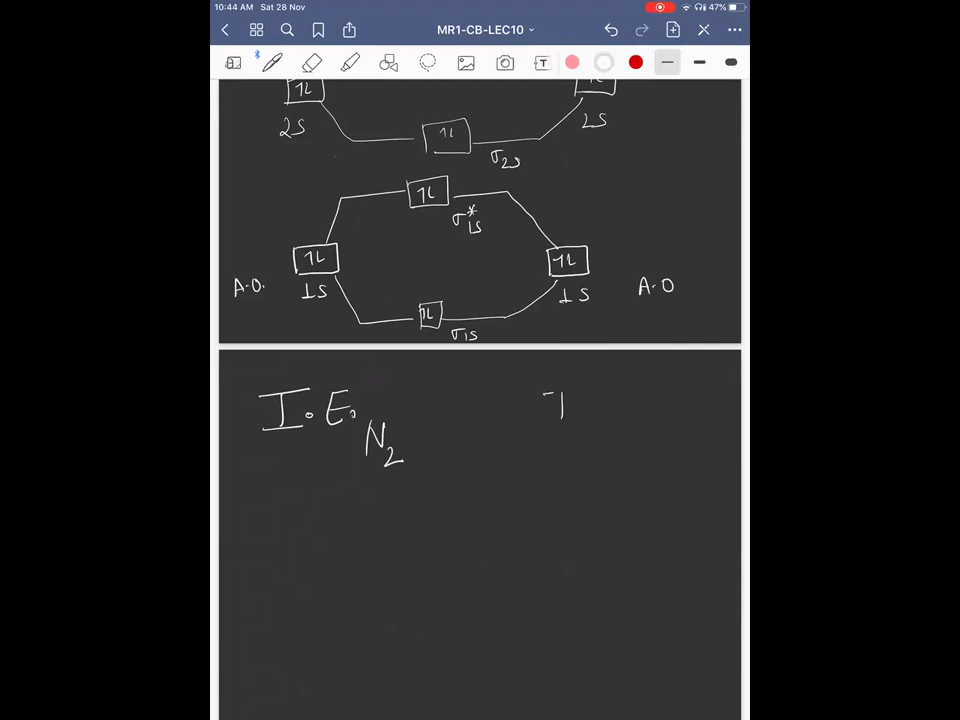 10:44 AM Sat 28 Nov 47%
MR1-CB-LEC10
T
1L 1L
2S 2S
1L
σ2s
1L
σ*1s
1L 1L
A.O. 1S 1S A.O
1L
σ1s
I.E. N2